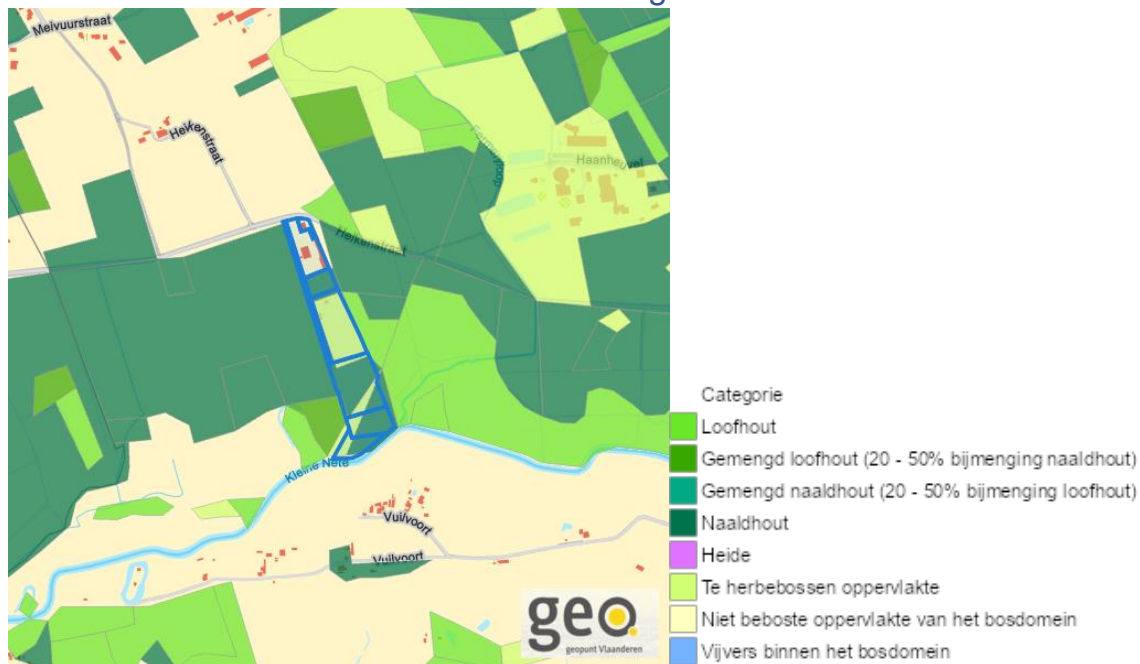 Melvuurstraat
Heikenstraat
Haanheuvel
Heikenstraat
Kleine Nete
Vuilvoort
Vuilvoort
geo
geopunt Vlaanderen
Categorie
Loofhout
Gemengd loofhout (20 - 50% bijmenging naaldhout)
Gemengd naaldhout (20 - 50% bijmenging loofhout)
Naaldhout
Heide
Te herbebossen oppervlakte
Niet beboste oppervlakte van het bosdomein
Vijvers binnen het bosdomein